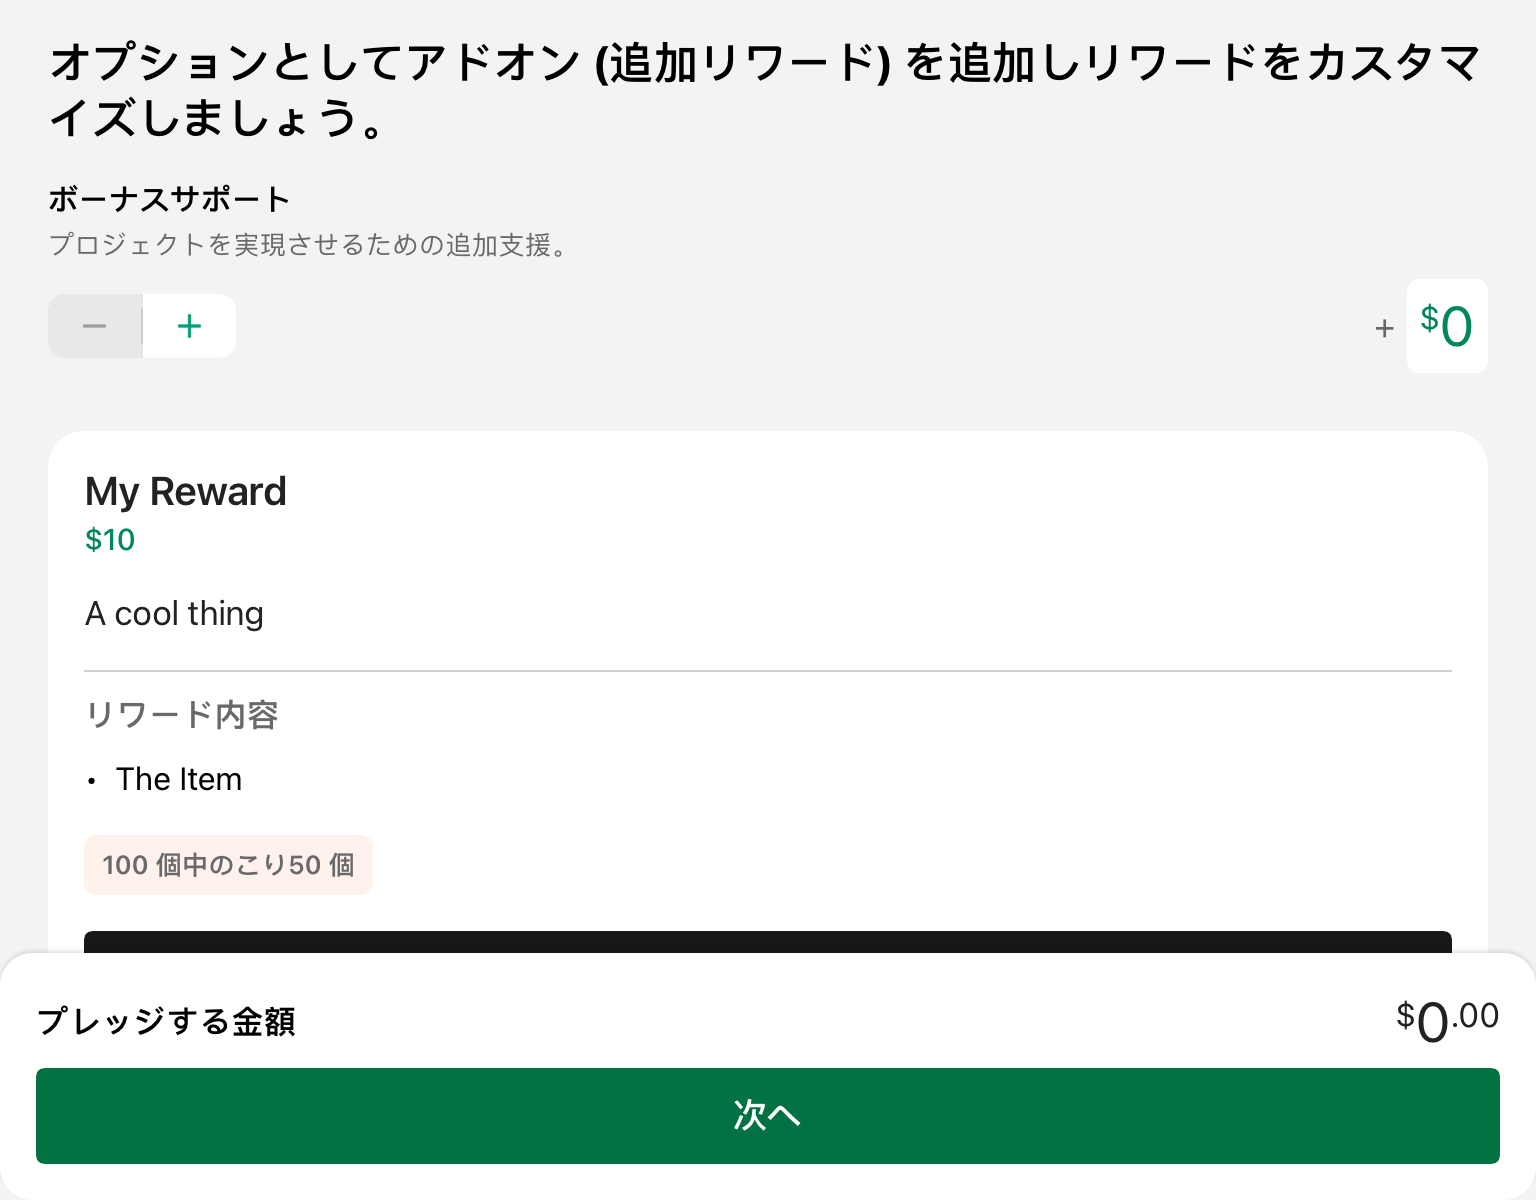 オプションとしてアドオン (追加リワード) を追加しリワードをカスタマ
イズしましょう。
ボーナスサポート
プロジェクトを実現させるための追加支援。
− +
+ $0
My Reward
$10
A cool thing
リワード内容
• The Item
100 個中のこり50 個
プレッジする金額
$0.00
次へ